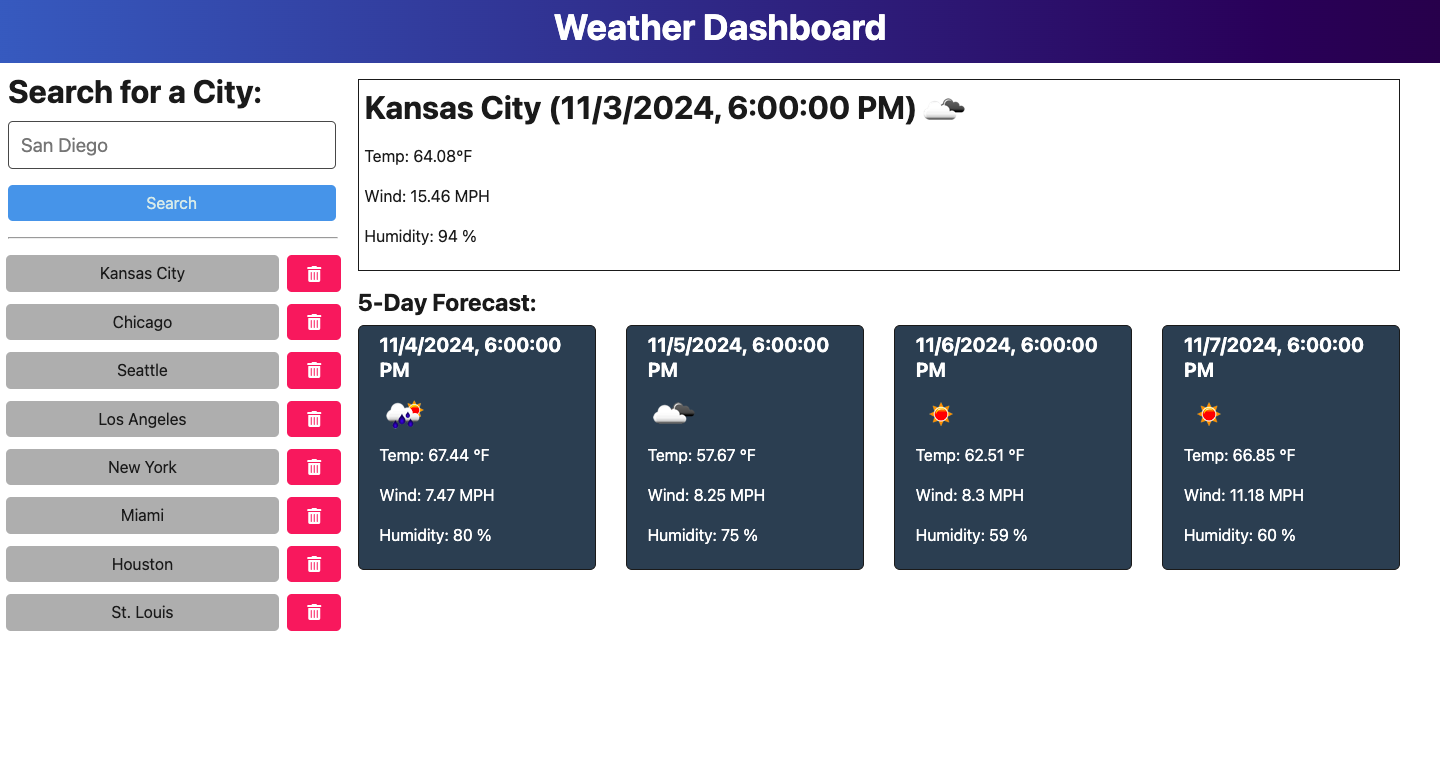 Weather Dashboard
Search for a City:
San Diego
Search
Kansas City
Chicago
Seattle
Los Angeles
New York
Miami
Houston
St. Louis
Kansas City (11/3/2024, 6:00:00 PM)
Temp: 64.08°F
Wind: 15.46 MPH
Humidity: 94 %
5-Day Forecast:
11/4/2024, 6:00:00
PM
Temp: 67.44 °F
Wind: 7.47 MPH
Humidity: 80 %
11/5/2024, 6:00:00
PM
Temp: 57.67 °F
Wind: 8.25 MPH
Humidity: 75 %
11/6/2024, 6:00:00
PM
Temp: 62.51 °F
Wind: 8.3 MPH
Humidity: 59 %
11/7/2024, 6:00:00
PM
Temp: 66.85 °F
Wind: 11.18 MPH
Humidity: 60 %